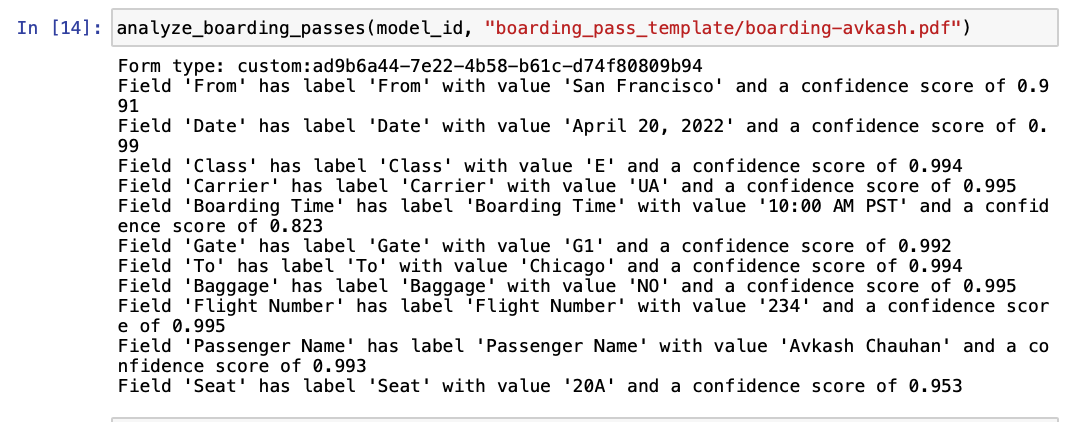 In [14]: analyze_boarding_passes(model_id, "boarding_pass_template/boarding-avkash.pdf")
Form type: custom:ad9b6a44-7e22-4b58-b61c-d74f80809b94
Field 'From' has label 'From' with value 'San Francisco' and a confidence score of 0.9
91
Field 'Date' has label 'Date' with value 'April 20, 2022' and a confidence score of 0.
99
Field 'Class' has label 'Class' with value 'E' and a confidence score of 0.994
Field 'Carrier' has label 'Carrier' with value 'UA' and a confidence score of 0.995
Field 'Boarding Time' has label 'Boarding Time' with value '10:00 AM PST' and a confid
ence score of 0.823
Field 'Gate' has label 'Gate' with value 'G1' and a confidence score of 0.992
Field 'To' has label 'To' with value 'Chicago' and a confidence score of 0.994
Field 'Baggage' has label 'Baggage' with value 'NO' and a confidence score of 0.995
Field 'Flight Number' has label 'Flight Number' with value '234' and a confidence scor
e of 0.995
Field 'Passenger Name' has label 'Passenger Name' with value 'Avkash Chauhan' and a co
nfidence score of 0.993
Field 'Seat' has label 'Seat' with value '20A' and a confidence score of 0.953